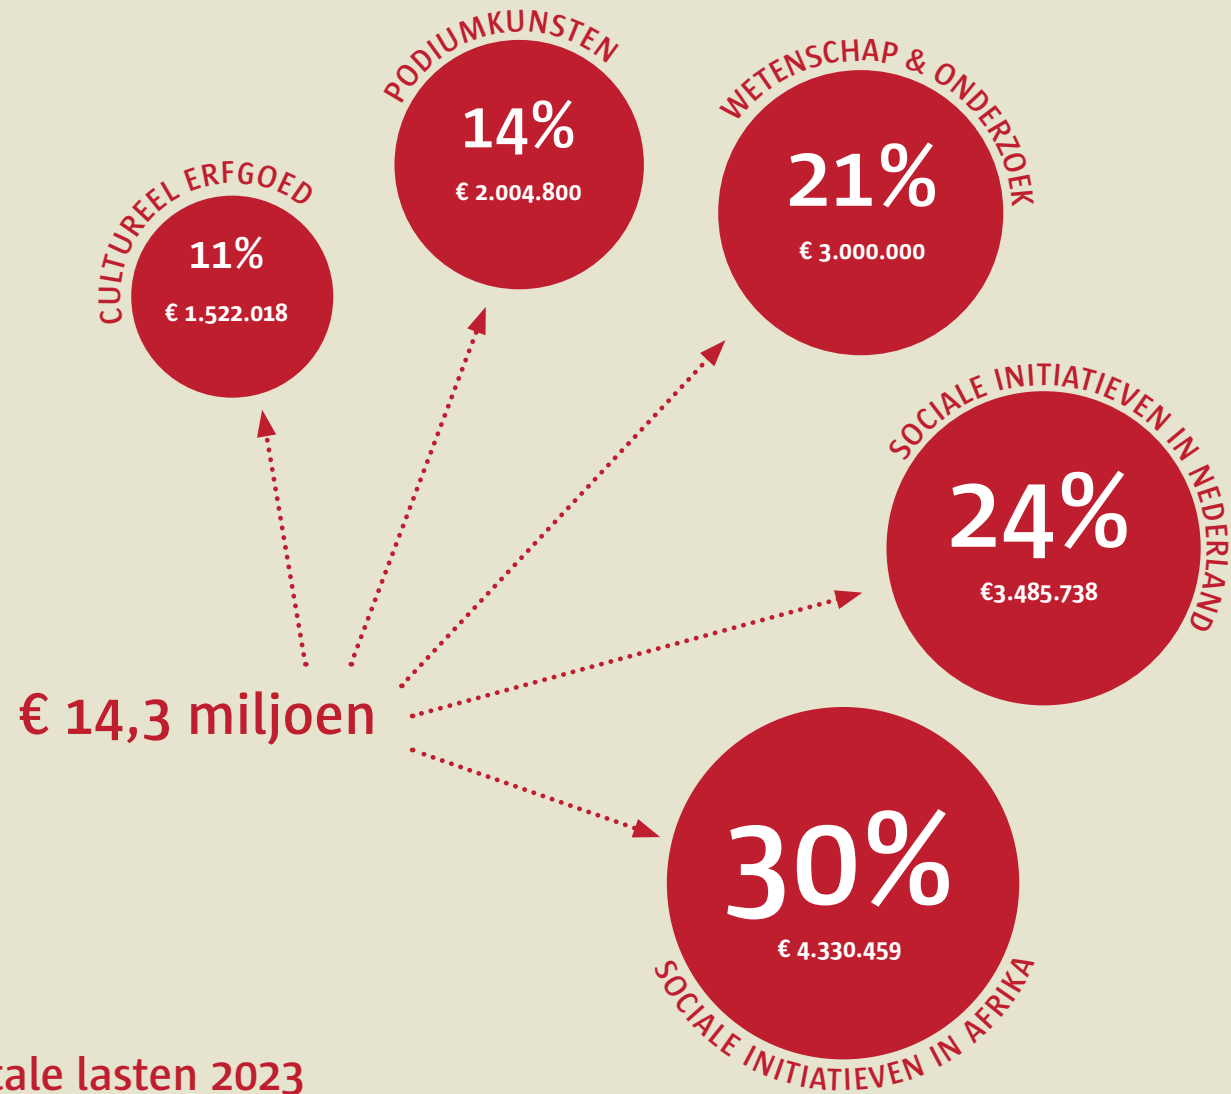 CULTUREEL ERFGOED
11%
€ 1.522.018
PODIUMKUNSTEN
14%
€ 2.004.800
WETENSCHAP & ONDERZOEK
21%
€ 3.000.000
SOCIALE INITIATIEVEN IN NEDERLAND
24%
€3.485.738
€ 14,3 miljoen
30%
€ 4.330.459
SOCIALE INITIATIEVEN IN AFRIKA
tale lasten 2023